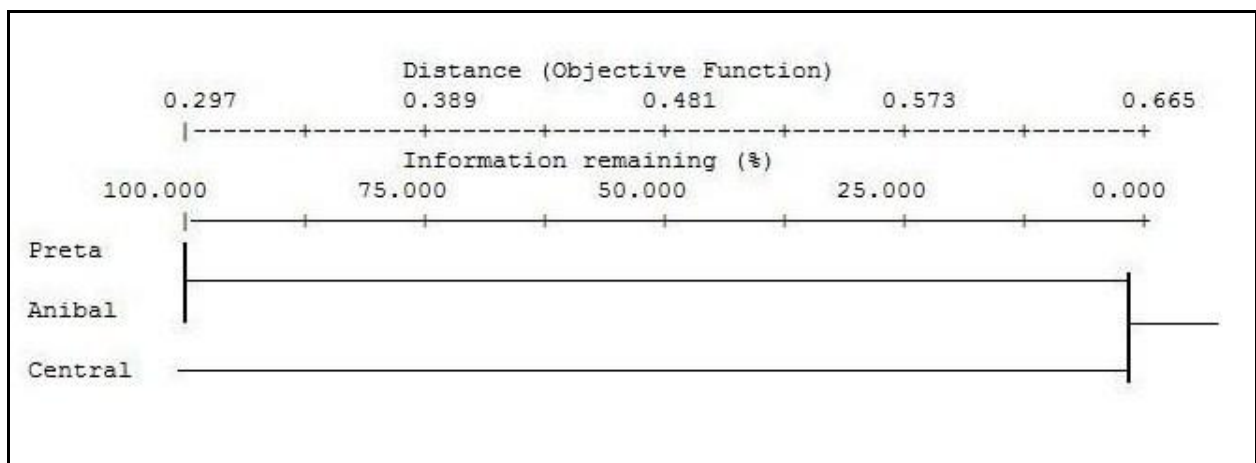 Distance (Objective Function)
0.297 0.389 0.481 0.573 0.665
|-------+-------+-------+-------+-------+-------+-------+-------+
Information remaining (%)
100.000 75.000 50.000 25.000 0.000
Preta
Anibal
Central